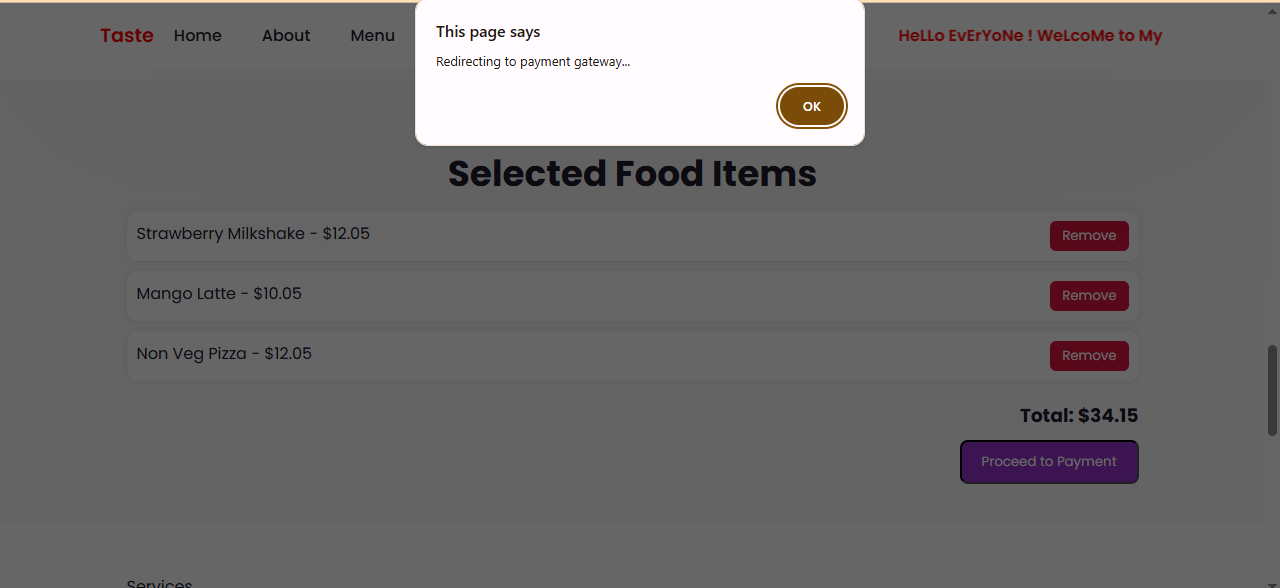 Taste Home About Menu HeLLo EvErYoNe ! WeLcoMe to My
This page says
Redirecting to payment gateway...
OK
Selected Food Items
Strawberry Milkshake - $12.05 Remove
Mango Latte - $10.05 Remove
Non Veg Pizza - $12.05 Remove
Total: $34.15
Proceed to Payment
Services